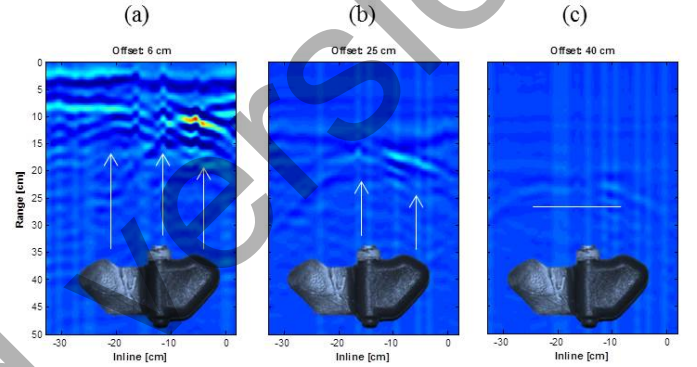 (a) (b) (c)
Offset: 6 cm Offset: 25 cm Offset: 40 cm
0
5
10
15
20
25
30
35
40
45
50
Range [cm]
-30 -20 -10 0 -30 -20 -10 0 -30 -20 -10 0
Inline [cm] Inline [cm] Inline [cm]